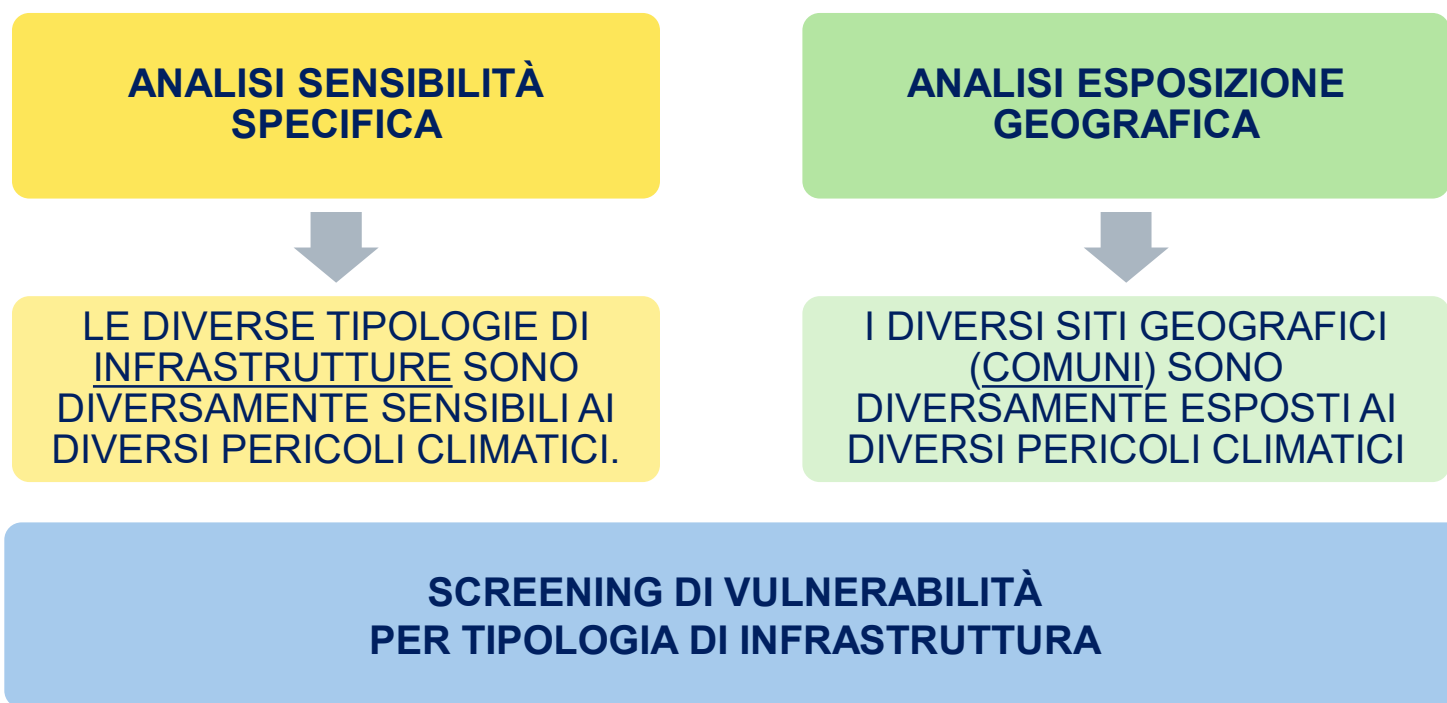 ANALISI SENSIBILITÀ
SPECIFICA
LE DIVERSE TIPOLOGIE DI
INFRASTRUTTURE SONO
DIVERSAMENTE SENSIBILI AI
DIVERSI PERICOLI CLIMATICI.
ANALISI ESPOSIZIONE
GEOGRAFICA
I DIVERSI SITI GEOGRAFICI
(COMUNI) SONO
DIVERSAMENTE ESPOSTI AI
DIVERSI PERICOLI CLIMATICI
SCREENING DI VULNERABILITÀ
PER TIPOLOGIA DI INFRASTRUTTURA